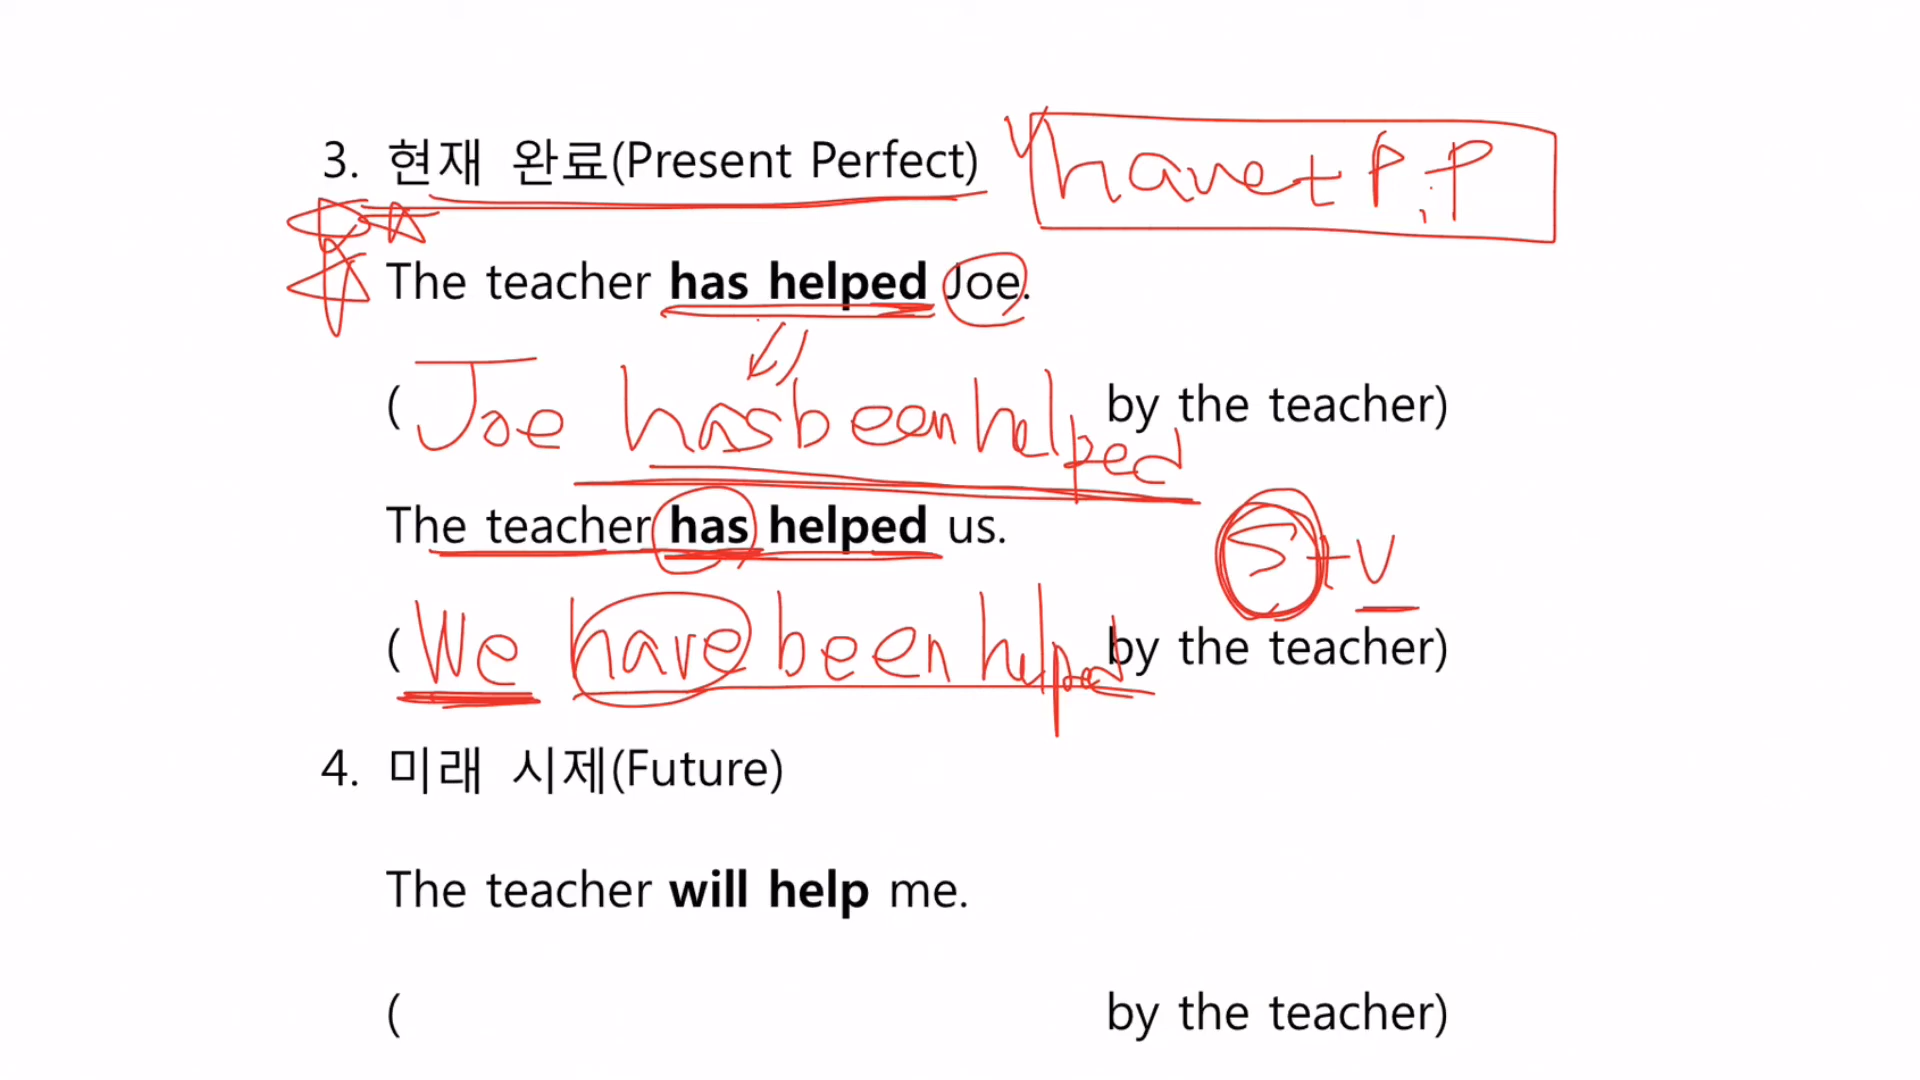 3. 현재 완료(Present Perfect) have + P.P
The teacher has helped Joe.
( Joe has been helped by the teacher)
The teacher has helped us.
S + V
( We have been helped by the teacher)
4. 미래 시제(Future)
The teacher will help me.
( by the teacher)